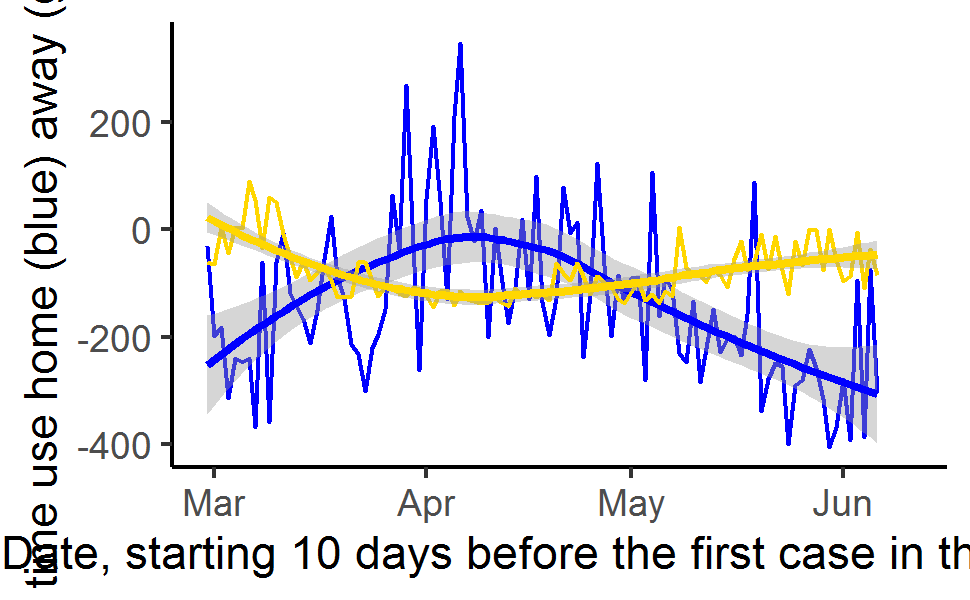 time use home (blue) away (g
200
0
-200
-400
Mar Apr May Jun
Date, starting 10 days before the first case in th